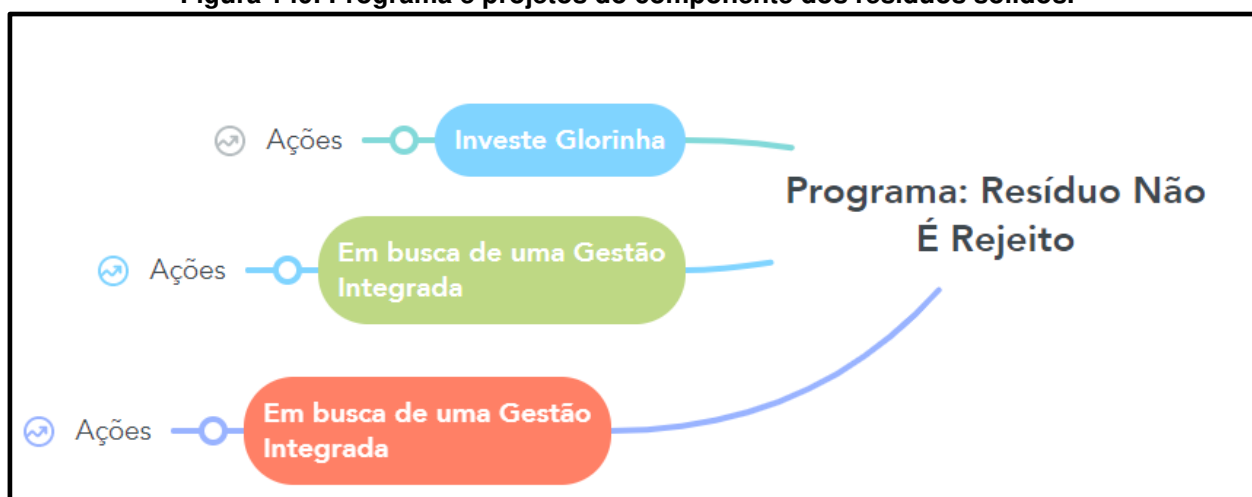 Ações
Investe Glorinha
Programa: Resíduo Não
É Rejeito
Ações
Em busca de uma Gestão
Integrada
Ações
Em busca de uma Gestão
Integrada